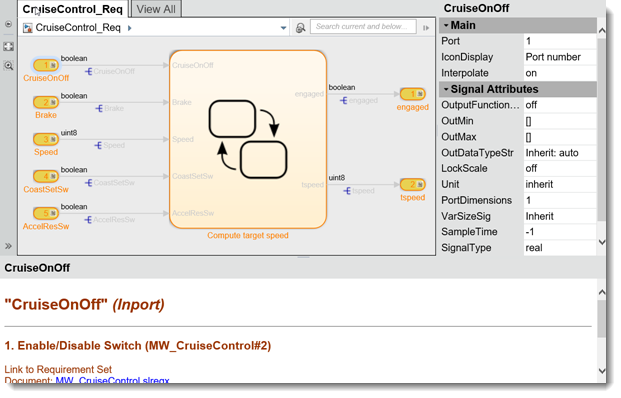 CruiseControl_Req View All
CruiseControl_Req
Search current and below...
boolean
1
CruiseOnOff
CruiseOnOff
CruiseOnOff
boolean
2
Brake
Brake
Brake
uint8
3
Speed
Speed
Speed
boolean
4
CoastSetSw
CoastSetSw
CoastSetSw
boolean
5
AccelResSw
AccelResSw
AccelResSw
Compute target speed
engaged
boolean
engaged
1
engaged
tspeed
uint8
tspeed
2
tspeed
CruiseOnOff
Main
Port 1
IconDisplay Port number
Interpolate on
Signal Attributes
OutputFunction... off
OutMin []
OutMax []
OutDataTypeStr Inherit: auto
LockScale off
Unit inherit
PortDimensions 1
VarSizeSig Inherit
SampleTime -1
SignalType real
CruiseOnOff
"CruiseOnOff" (Inport)
1. Enable/Disable Switch (MW_CruiseControl#2)
Link to Requirement Set
Document: MW_CruiseControl.slreqx